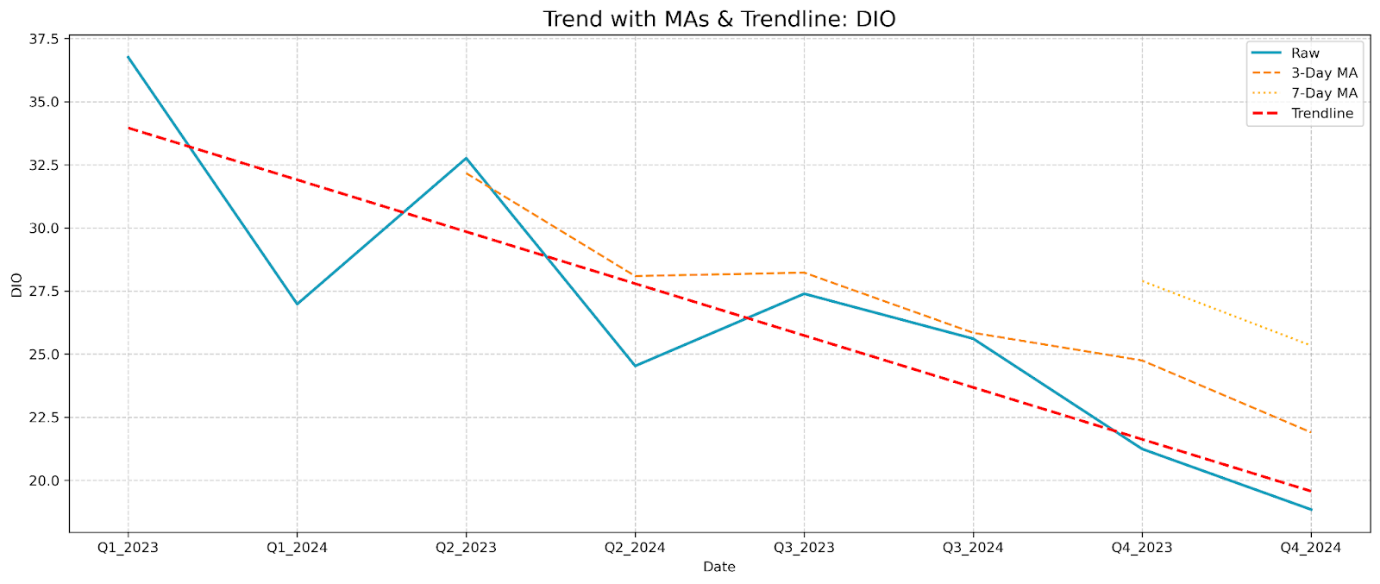 Trend with MAs & Trendline: DIO
Raw
3-Day MA
7-Day MA
Trendline
37.5
35.0
32.5
30.0
27.5
25.0
22.5
20.0
DIO
Q1_2023 Q1_2024 Q2_2023 Q2_2024 Q3_2023 Q3_2024 Q4_2023 Q4_2024
Date